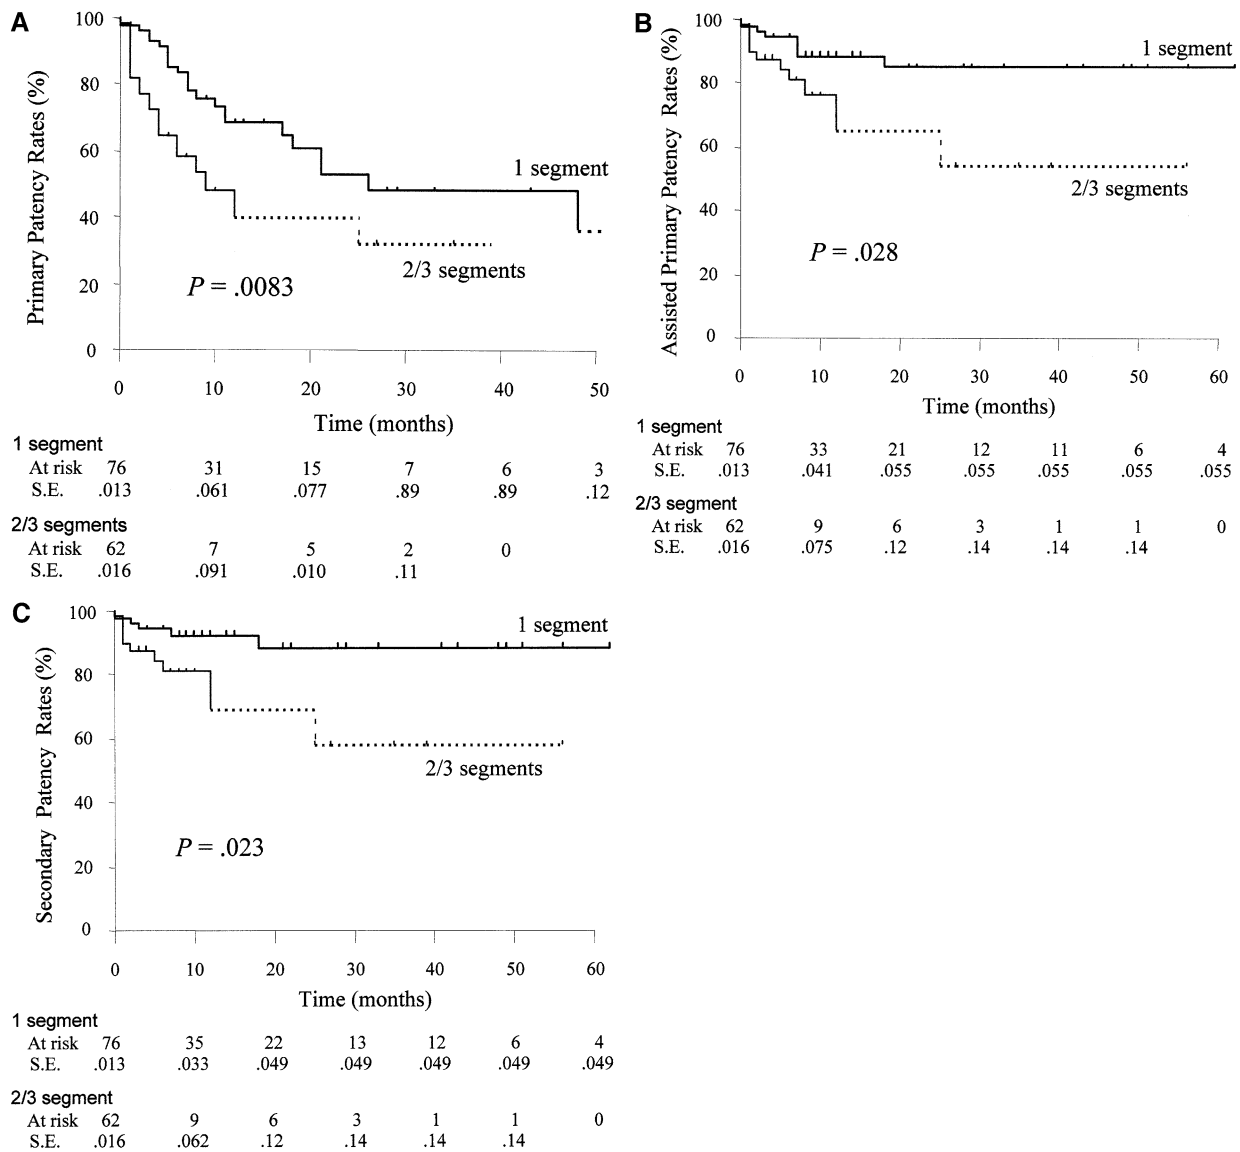 A
Primary Patency Rates (%)
100
80
60
40
20
0
1 segment
2/3 segments
P = .0083
0 10 20 30 40 50
Time (months)
1 segment
At risk 76 31 15 7 6 3
S.E. .013 .061 .077 .89 .89 .12
2/3 segments
At risk 62 7 5 2 0
S.E. .016 .091 .010 .11
B
Assisted Primary Patency Rates (%)
100
80
60
40
20
0
1 segment
2/3 segments
P = .028
0 10 20 30 40 50 60
Time (months)
1 segment
At risk 76 33 21 12 11 6 4
S.E. .013 .041 .055 .055 .055 .055 .055
2/3 segment
At risk 62 9 6 3 1 1 0
S.E. .016 .075 .12 .14 .14 .14
C
Secondary Patency Rates (%)
100
80
60
40
20
0
1 segment
2/3 segments
P = .023
0 10 20 30 40 50 60
Time (months)
1 segment
At risk 76 35 22 13 12 6 4
S.E. .013 .033 .049 .049 .049 .049 .049
2/3 segment
At risk 62 9 6 3 1 1 0
S.E. .016 .062 .12 .14 .14 .14